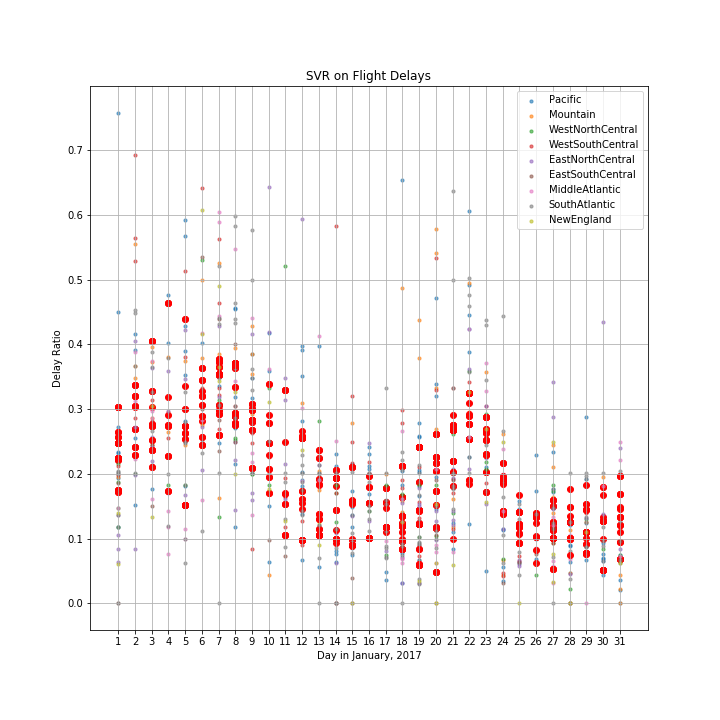 SVR on Flight Delays
Pacific
Mountain
WestNorthCentral
WestSouthCentral
EastNorthCentral
EastSouthCentral
MiddleAtlantic
SouthAtlantic
NewEngland
Delay Ratio
0.7
0.6
0.5
0.4
0.3
0.2
0.1
0.0
1 2 3 4 5 6 7 8 9 10 11 12 13 14 15 16 17 18 19 20 21 22 23 24 25 26 27 28 29 30 31
Day in January, 2017